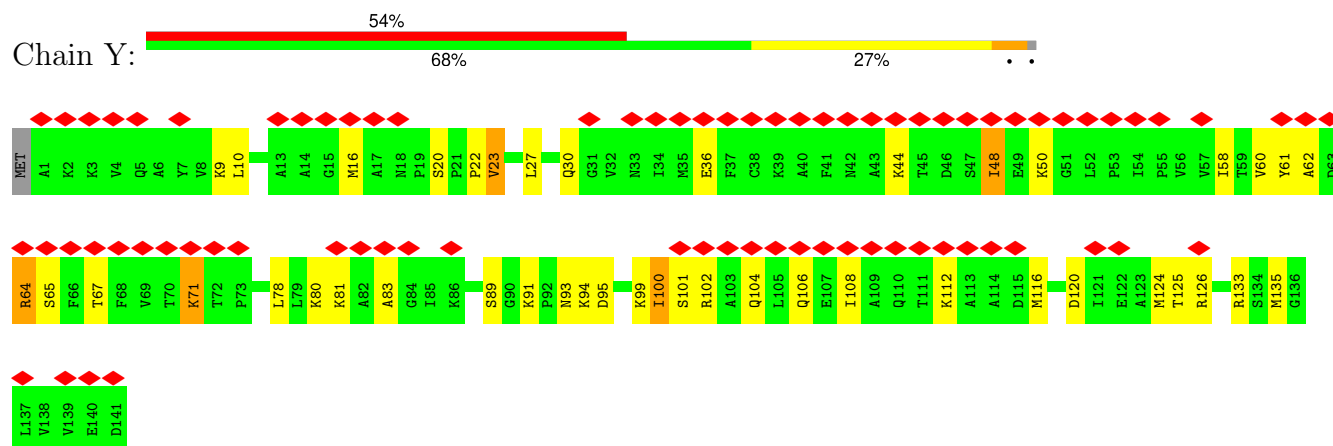 54%
Chain Y:
68% 27% • •
MET A1 K2 K3 V4 Q5 A6 Y7 V8 K9 L10 A13 A14 G15 M16 A17 N18 P19 S20 P21 P22 V23 L27 Q30 G31 V32 N33 I34 M35 E36 F37 C38 K39 A40 F41 N42 A43 K44 T45 D46 S47 I48 E49 K50 G51 L52 P53 I54 P55 V56 V57 I58 T59 V60 Y61 A62 D63
R64 S65 F66 T67 F68 V69 T70 K71 T72 P73 L78 L79 K80 K81 A82 A83 G84 I85 K86 S89 G90 K91 P92 N93 K94 D95 K99 I100 S101 R102 A103 Q104 L105 Q106 E107 I108 A109 Q110 T111 K112 A113 A114 D115 M116 D120 I121 E122 A123 M124 T125 R126 R133 S134 M135 G136
L137 V138 V139 E140 D141